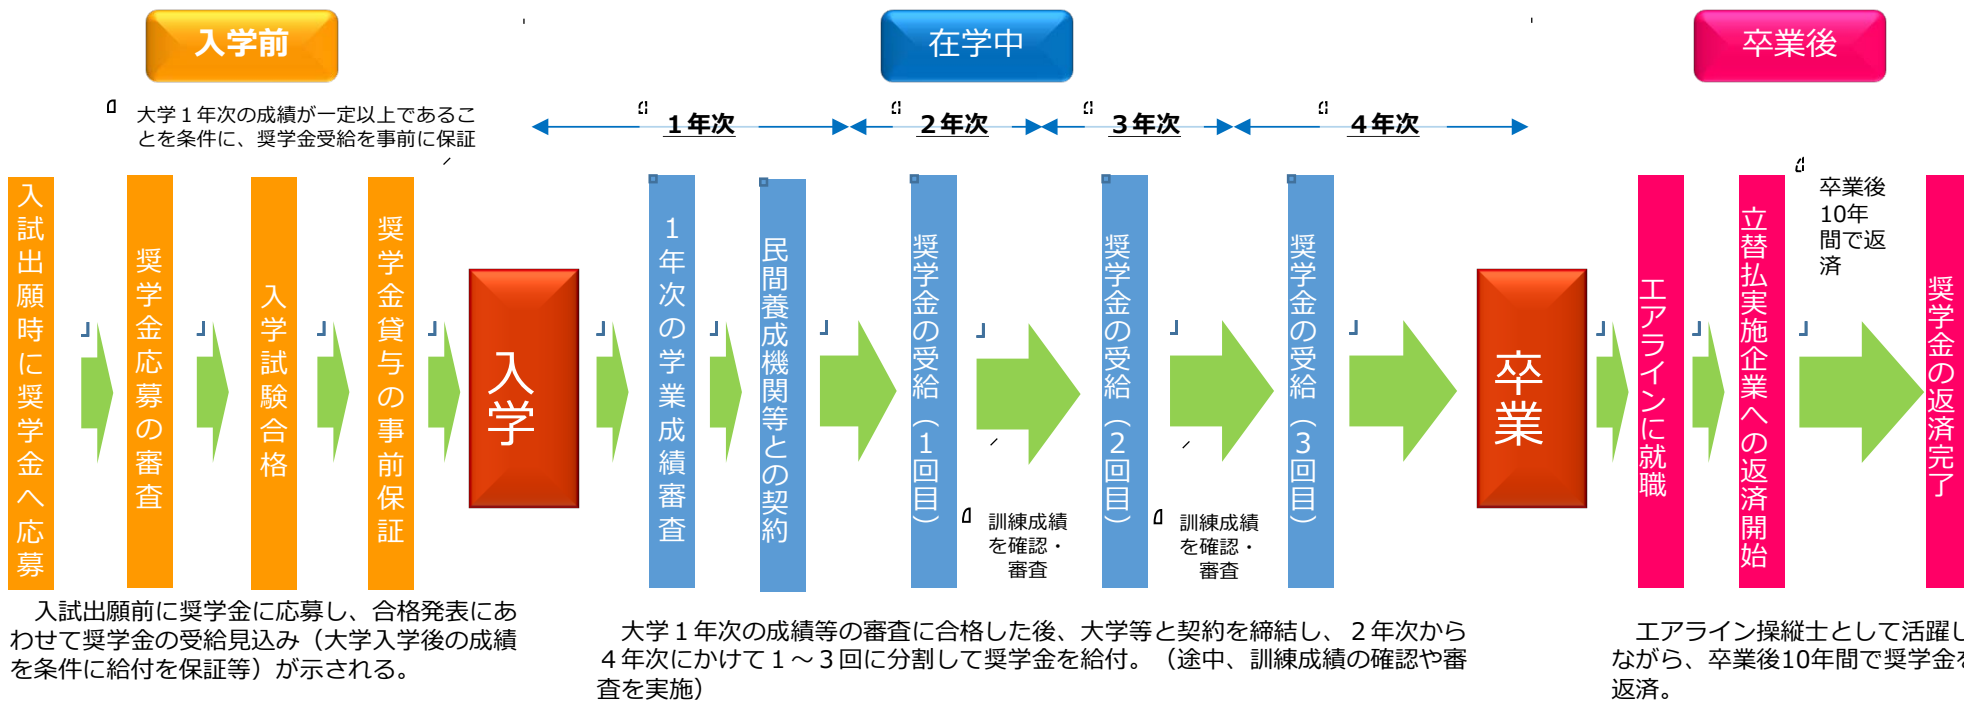 入学前
在学中
卒業後
大学１年次の成績が一定以上であるこ
とを条件に、奨学金受給を事前に保証
１年次
２年次
３年次
４年次
入試出願時に奨学金へ応募
奨学金応募の審査
入学試験合格
奨学金貸与の事前保証
入学
１年次の学業成績審査
民間養成機関等との契約
奨学金の受給（１回目）
訓練成績
を確認・
審査
奨学金の受給（２回目）
訓練成績
を確認・
審査
奨学金の受給（３回目）
卒業
エアラインに就職
立替払実施企業への返済開始
卒業後
10年
間で返
済
奨学金の返済完了
入試出願前に奨学金に応募し、合格発表にあ
わせて奨学金の受給見込み（大学入学後の成績
を条件に給付を保証等）が示される。
大学１年次の成績等の審査に合格した後、大学等と契約を締結し、２年次から
４年次にかけて１～３回に分割して奨学金を給付。（途中、訓練成績の確認や審
査を実施）
エアライン操縦士として活躍し
ながら、卒業後10年間で奨学金を
返済。